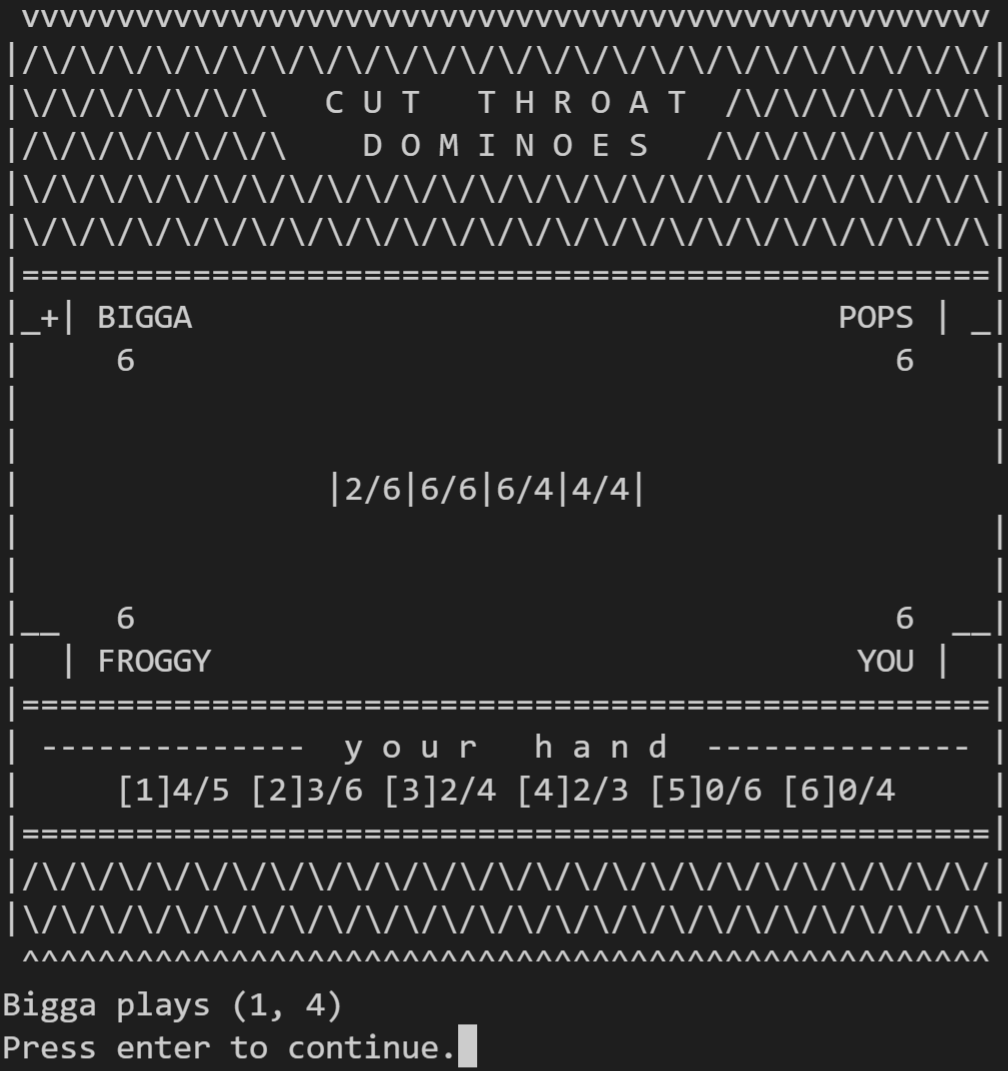 vvvvvvvvvvvvvvvvvvvvvvvvvvvvvvvvvvvvvvvvvvvvvvvvvvv
|/\/\/\/\/\/\/\/\/\/\/\/\/\/\/\/\/\/\/\/\/\/\/\/\/\/|
|\/\/\/\/\/\/\   C U T   T H R O A T  /\/\/\/\/\/\/\|
|/\/\/\/\/\/\/\    D O M I N O E S   /\/\/\/\/\/\/\/|
|\/\/\/\/\/\/\/\/\/\/\/\/\/\/\/\/\/\/\/\/\/\/\/\/\/\|
|\/\/\/\/\/\/\/\/\/\/\/\/\/\/\/\/\/\/\/\/\/\/\/\/\/\|
|===================================================|
|_+| BIGGA                                  POPS | _|
|     6                                        6    |
|                                                   |
|                                                   |
|                |2/6|6/6|6/4|4/4|
|                                                   |
|                                                   |
|__   6                                        6  __|
|  | FROGGY                                  YOU |  |
|===================================================|
| -------------- y o u r   h a n d -------------- |
|     [1]4/5 [2]3/6 [3]2/4 [4]2/3 [5]0/6 [6]0/4     |
|===================================================|
|/\/\/\/\/\/\/\/\/\/\/\/\/\/\/\/\/\/\/\/\/\/\/\/\/\/|
|\/\/\/\/\/\/\/\/\/\/\/\/\/\/\/\/\/\/\/\/\/\/\/\/\/\|
^^^^^^^^^^^^^^^^^^^^^^^^^^^^^^^^^^^^^^^^^^^^^^^^^^^
Bigga plays (1, 4)
Press enter to continue.